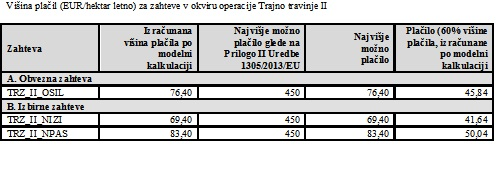 Višina plačil (EUR/hektar letno) za zahteve v okviru operacije Trajno travinje II
Zahteva
Izračunana
višina plačila po
modelni
kalkulaciji
Najvišje možno
plačilo glede na
Prilogo II Uredbe
1305/2013/EU
Najvišje
možno
plačilo
Plačilo (60% višine
plačila, izračunane
po modelni
kalkulaciji
A. Obvezna zahteva
TRZ_II_OSIL 76,40 450 76,40 45,84
B. Izbirne zahteve
TRZ_II_NIZI 69,40 450 69,40 41,64
TRZ_II_NPAS 83,40 450 83,40 50,04